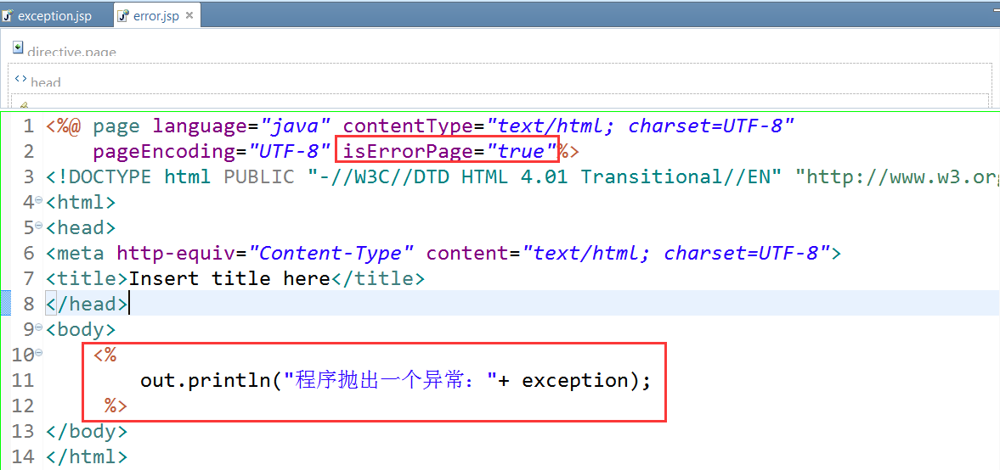 exception.jsp error.jsp
directive.page
head
1 <%@ page language="java" contentType="text/html; charset=UTF-8"
2 pageEncoding="UTF-8" isErrorPage="true"%>
3 <!DOCTYPE html PUBLIC "-//W3C//DTD HTML 4.01 Transitional//EN" "http://www.w3.org
4 <html>
5 <head>
6 <meta http-equiv="Content-Type" content="text/html; charset=UTF-8">
7 <title>Insert title here</title>
8 </head>
9 <body>
10 <%
11 out.println("程序抛出一个异常："+ exception);
12 %>
13 </body>
14 </html>